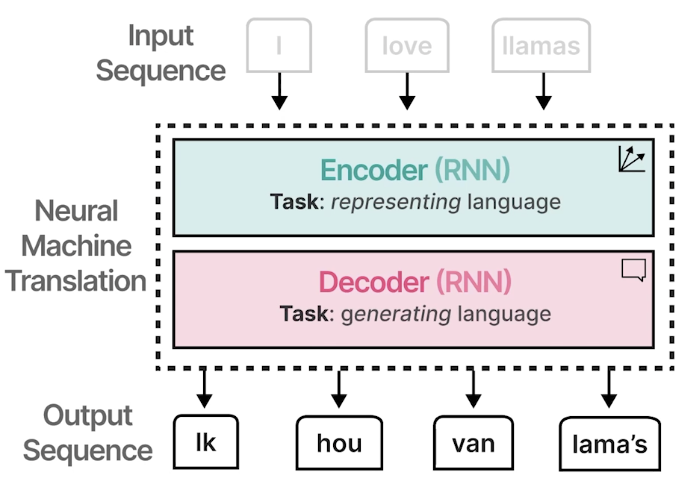 Input
Sequence
I love llamas
Neural
Machine
Translation
Encoder (RNN)
Task: representing language
Decoder (RNN)
Task: generating language
Output
Sequence
Ik hou van lama's